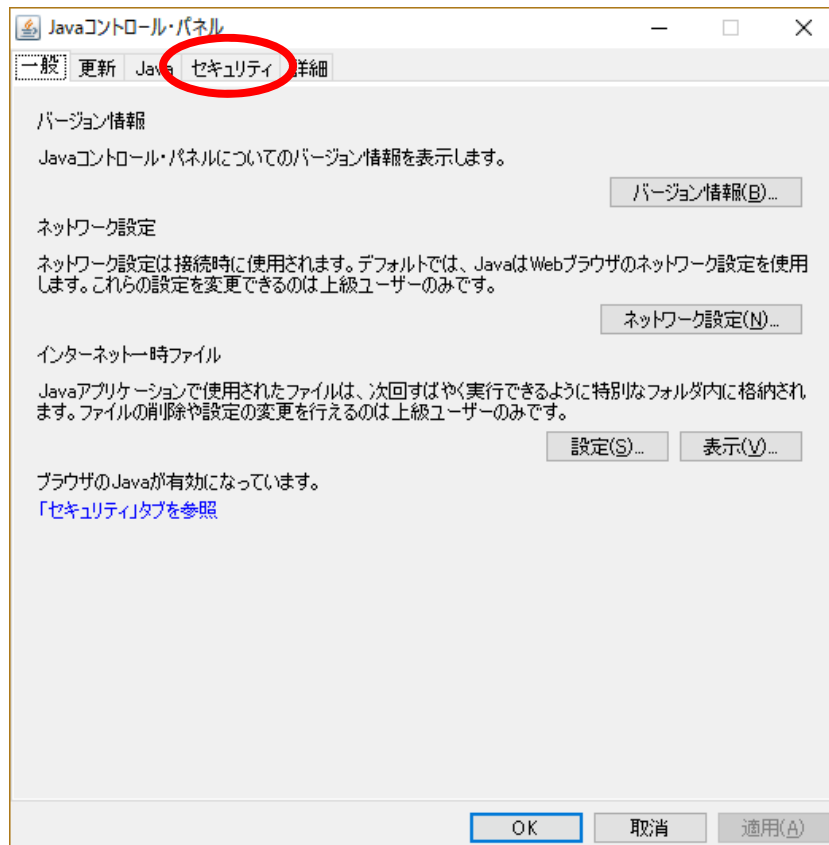 Javaコントロール・パネル
一般 更新 Java セキュリティ 詳細
バージョン情報
Javaコントロール・パネルについてのバージョン情報を表示します。
バージョン情報(B)...
ネットワーク設定
ネットワーク設定は接続時に使用されます。デフォルトでは、JavaはWebブラウザのネットワーク設定を使用
します。これらの設定を変更できるのは上級ユーザーのみです。
ネットワーク設定(N)...
インターネット一時ファイル
Javaアプリケーションで使用されたファイルは、次回すばやく実行できるように特別なフォルダ内に格納され
ます。ファイルの削除や設定の変更を行えるのは上級ユーザーのみです。
設定(S)... 表示(V)...
ブラウザのJavaが有効になっています。
「セキュリティ」タブを参照
OK 取消 適用(A)